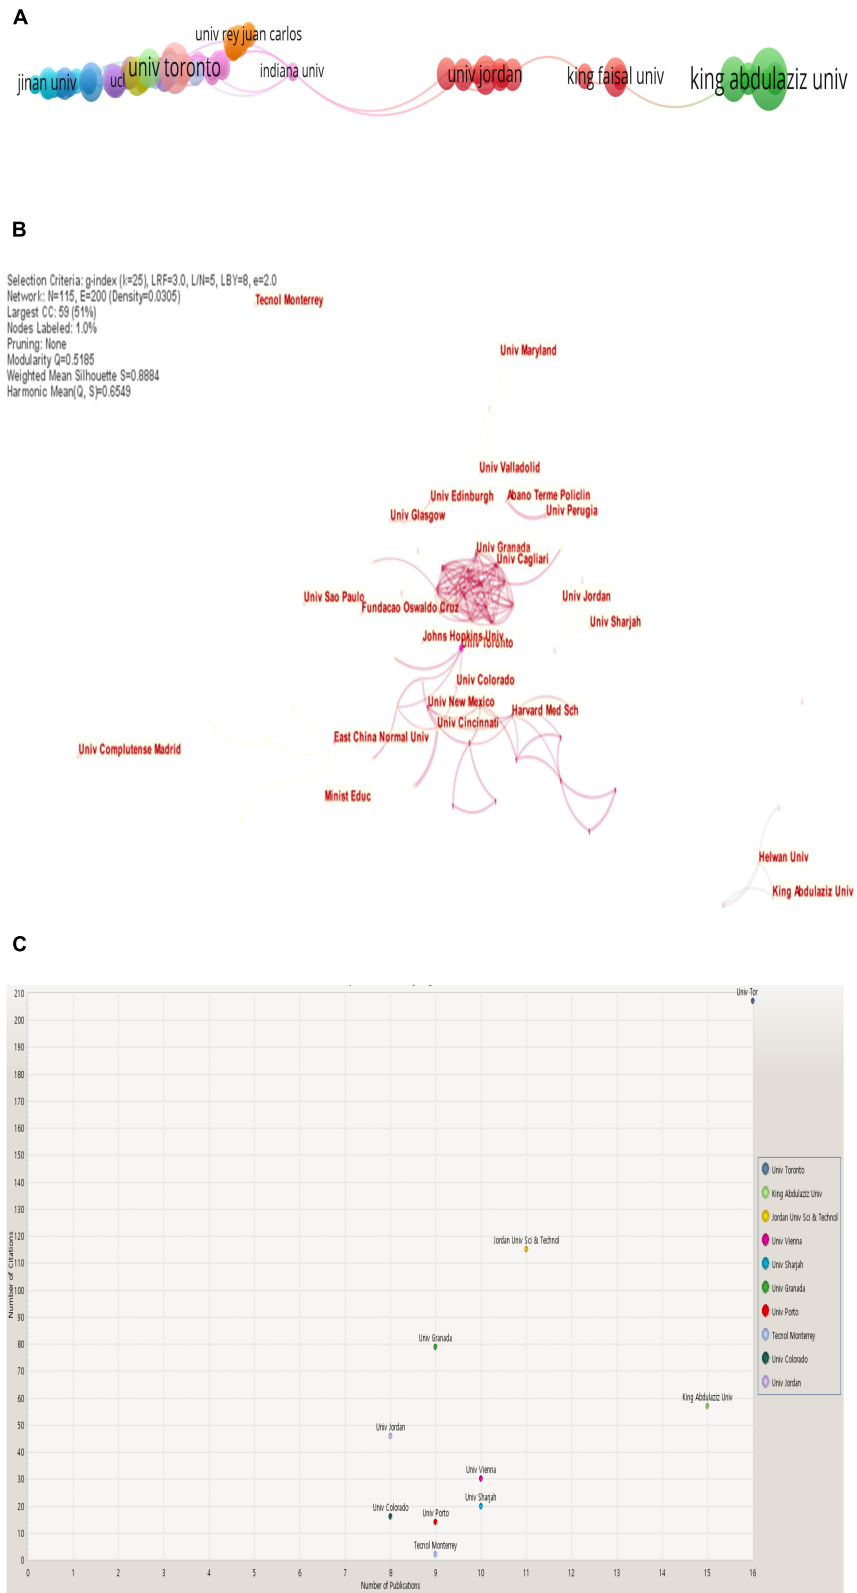 A
univ rey juan carlos
jinan univ
ucl
univ toronto
indiana univ
univ jordan
king faisal univ
king abdulaziz univ
B
Selection Criteria: g-index (k=25), LRF=3.0, L/N=5, LBY=8, e=2.0
Network: N=115, E=200 (Density=0.0305)
Largest CC: 59 (51%)
Nodes Labeled: 1.0%
Pruning: None
Modularity Q=0.5185
Weighted Mean Silhouette S=0.8884
Harmonic Mean(Q, S)=0.6549
Tecnol Monterrey
Univ Maryland
Univ Valladolid
Univ Edinburgh
Abano Terme Policlin
Univ Glasgow
Univ Perugia
Univ Granada
Univ Cagliari
Univ Sao Paulo
Fundacao Oswaldo Cruz
Univ Jordan
Univ Sharjah
Johns Hopkins Univ
Univ Toronto
Univ Colorado
Univ New Mexico
Harvard Med Sch
Univ Cincinnati
East China Normal Univ
Univ Complutense Madrid
Minist Educ
Helwan Univ
King Abdulaziz Univ
C
210
200
190
180
170
160
150
140
130
120
110
100
90
80
70
60
50
40
30
20
10
0
Number of Citations
Univ Tor
Jordan Univ Sci & Technol
Univ Granada
King Abdulaziz Univ
Univ Jordan
Univ Vienna
Univ Sharjah
Univ Colorado
Univ Porto
Tecnol Monterrey
0 1 2 3 4 5 6 7 8 9 10 11 12 13 14 15 16
Number of Publications
Univ Toronto
King Abdulaziz Univ
Jordan Univ Sci & Technol
Univ Vienna
Univ Sharjah
Univ Granada
Univ Porto
Tecnol Monterrey
Univ Colorado
Univ Jordan